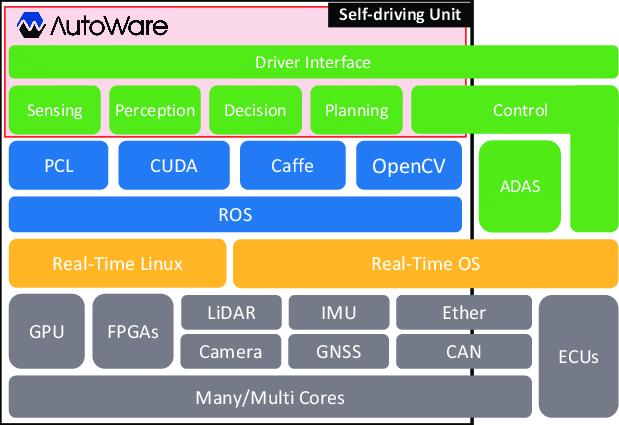 Self-driving Unit
AutoWare
Driver Interface
Sensing Perception Decision Planning Control
PCL CUDA Caffe OpenCV
ADAS
ROS
Real-Time Linux Real-Time OS
LiDAR IMU Ether
GPU FPGAs
Camera GNSS CAN
ECUs
Many/Multi Cores